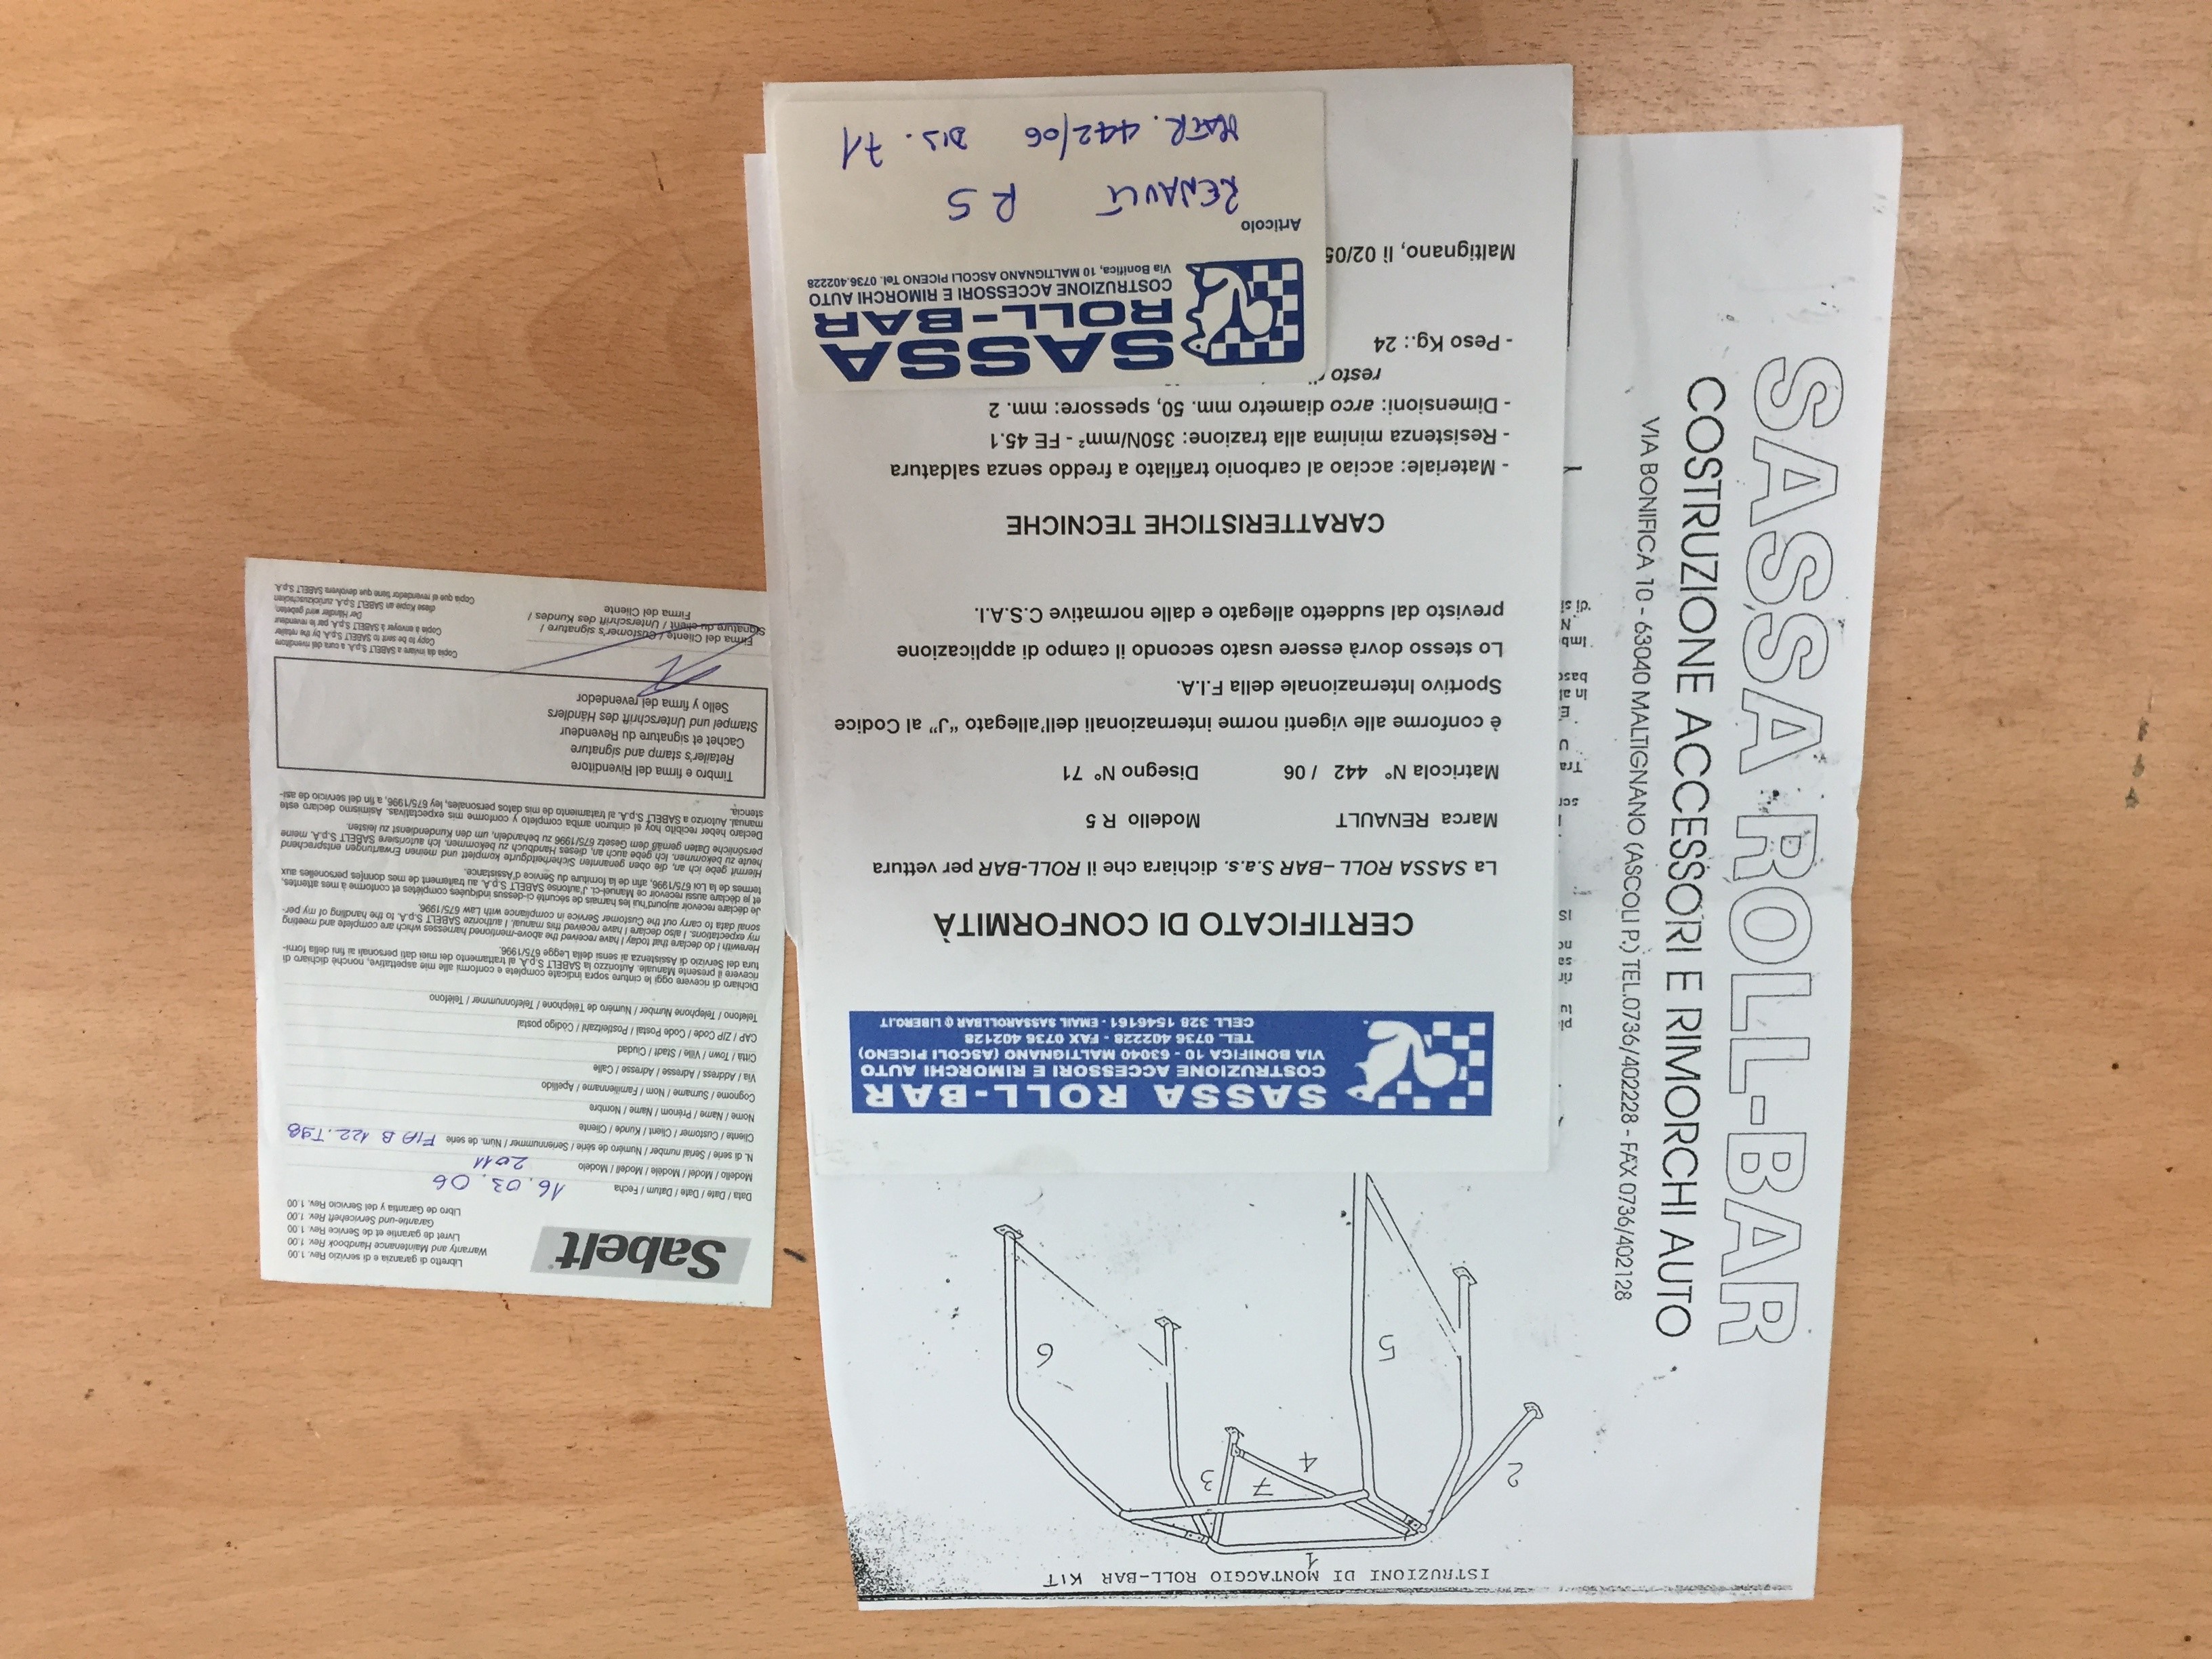 SASSA ROLL-BAR
COSTRUZIONE ACCESSORI E RIMORCHI AUTO
VIA BONIFICA 10 - 63040 MALTIGNANO (ASCOLI PICENO)
TEL. 0736 402228 - FAX 0736 402128
CELL 328 1546161 - EMAIL SASSAROLLBAR @ LIBERO.IT
CERTIFICATO DI CONFORMITÀ
La SASSA ROLL –BAR S.a.s. dichiara che il ROLL-BAR per vettura
Marca RENAULT Modello R 5
Matricola N° 442 / 06 Disegno N° 71
è conforme alle vigenti norme internazionali dell'allegato “J” al Codice
Sportivo Internazionale della F.I.A.
Lo stesso dovrà essere usato secondo il campo di applicazione
previsto dal suddetto allegato e dalle normative C.S.A.I.
CARATTERISTICHE TECNICHE
- Materiale: acciao al carbonio trafilato a freddo senza saldatura
- Resistenza minima alla trazione: 350N/mm² - FE 45.1
- Dimensioni: arco diametro mm. 50, spessore: mm. 2
resto
- Peso Kg.: 24
Maltignano, li 02/05
SASSA
ROLL-BAR
COSTRUZIONE ACCESSORI E RIMORCHI AUTO
Via Bonifica, 10 MALTIGNANO ASCOLI PICENO Tel. 0736.402228
Articolo
RENAULT R5
MATR. 442/06 DIS. 71
SASSA ROLL-BAR
COSTRUZIONE ACCESSORI E RIMORCHI AUTO
VIA BONIFICA 10 - 63040 MALTIGNANO (ASCOLI P.) TEL.0736/402228 - FAX 0736/402128
ISTRUZIONI DI MONTAGGIO ROLL-BAR KIT
1
2
3
7
4
5
6
Sabelt
Libretto di garanzia e di servizio Rev. 1.00
Warranty and Maintenance Handbook Rev. 1.00
Livret de garantie et de Service Rev. 1.00
Garantie-und Serviceheft Rev. 1.00
Libro de Garantia y del Servicio Rev. 1.00
Data / Date / Date / Datum / Fecha 16.03.06
Modello / Model / Modèle / Modell / Modelo 2011
N. di serie / Serial number / Numéro de série / Seriennummer / Núm. de serie FIA B 122.T98
Cliente / Customer / Client / Kunde / Cliente
Nome / Name / Prénom / Name / Nombre
Cognome / Surname / Nom / Familienname / Apellido
Via / Address / Adresse / Adresse / Calle
Città / Town / Ville / Stadt / Ciudad
CAP / ZIP Code / Code Postal / Postleitzahl / Código postal
Telefono / Telephone Number / Numéro de Téléphone / Telefonnummer / Teléfono
Dichiaro di ricevere oggi le cinture sopra indicate complete e conformi alle mie aspettative, nonchè dichiaro di
ricevere il presente Manuale. Autorizzo la SABELT S.p.A. al trattamento dei miei dati personali ai fini della forni-
tura del Servizio di Assistenza ai sensi della Legge 675/1996.
Herewith I do declare that today I have received the above-mentioned harnesses which are complete and meeting
my expectations. I also declare I have received this manual. I authorize SABELT S.p.A. to the handling of my per-
sonal data to carry out the Customer Service in compliance with Law 675/1996.
Je déclare recevoir aujourd'hui les harnais de sécurité ci-dessus indiquées complètes et conforme à mes attentes,
et je déclare aussi recevoir ce Manuel-ci. J'autorise SABELT S.p.A. au traitement de mes données personelles aux
termes de la Loi 675/1996, afin de la forniture du Service d'Assistance.
Hiermit gebe ich an, die oben genannten Sicherheitsgurte komplett und meinen Erwartungen entsprechend
heute zu bekommen. Ich gebe auch an, dieses Handbuch zu bekommen. Ich autorisiere SABELT S.p.A. meine
persönliche Daten gemäß dem Gesetz 675/1996 zu behandeln, um den Kundendienst zu leisten.
Declaro heber recibito hoy el cinturon arriba completo y conforme mis expectativas. Asimismo declaro este
manual. Autorizo a SABELT S.p.A. al tratamiento de mis datos personales, ley 675/1996, a fin del servicio de asi-
stencia.
Timbro e firma del Rivenditore
Retailer's stamp and signature
Cachet et signature du Revendeur
Stampel und Unterschrift des Händlers
Sello y firma del revendedor
Firma del Cliente / Customer's signature /
Signature du client / Unterschrift des Kundes /
Firma del Cliente
Copia da inviare a SABELT S.p.A. a cura del rivenditore
Copy to be sent to SABELT S.p.A. by the retailer
Copie à envoyer à SABELT S.p.A. par le revendeur
Der Händler wird gebeten,
diese Kopie an SABELT S.p.A. zurückzuschicken
Copia que el revendedor tiene que devolvers SABELT S.p.A.